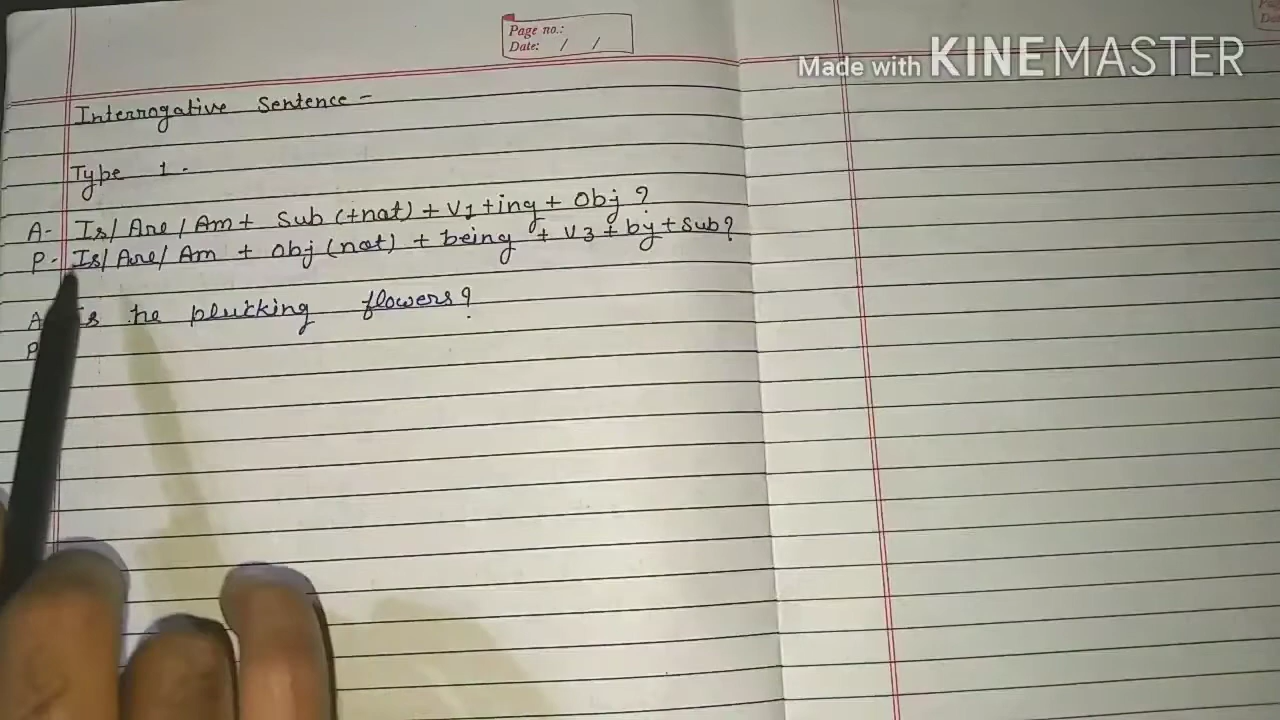 Page no.:
Date: / /
Made with KINEMASTER
Interrogative Sentence -
Type 1-
A- Is/Are/Am + Sub (+not) + V1 + ing + Obj ?
P- Is/Are/Am + Obj (not) + being + V3 + by + Sub?
A Is he plucking flowers?
P